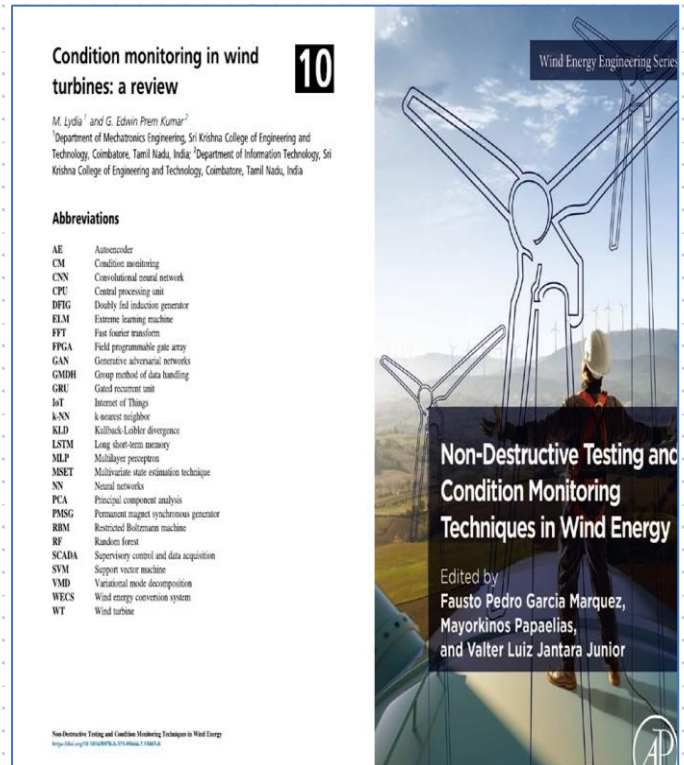 Condition monitoring in wind
turbines: a review
10
M. Lydia 1 and G. Edwin Prem Kumar 2
1Department of Mechatronics Engineering, Sri Krishna College of Engineering and
Technology, Coimbatore, Tamil Nadu, India; 2Department of Information Technology, Sri
Krishna College of Engineering and Technology, Coimbatore, Tamil Nadu, India
Abbreviations
AE Autoencoder
CM Condition monitoring
CNN Convolutional neural network
CPU Central processing unit
DFIG Doubly fed induction generator
ELM Extreme learning machine
FFT Fast fourier transform
FPGA Field programmable gate array
GAN Generative adversarial networks
GMDH Group method of data handling
GRU Gated recurrent unit
IoT Internet of Things
k-NN k-nearest neighbor
KLD Kullback-Leibler divergence
LSTM Long short-term memory
MLP Multilayer perceptron
MSET Multivariate state estimation technique
NN Neural networks
PCA Principal component analysis
PMSG Permanent magnet synchronous generator
RBM Restricted Boltzmann machine
RF Random forest
SCADA Supervisory control and data acquisition
SVM Support vector machine
VMD Variational mode decomposition
WECS Wind energy conversion system
WT Wind turbine
Non-Destructive Testing and Condition Monitoring Techniques in Wind Energy
Wind Energy Engineering Series
Non-Destructive Testing and
Condition Monitoring
Techniques in Wind Energy
Edited by
Fausto Pedro Garcia Marquez,
Mayorkinos Papaelias,
and Valter Luiz Jantara Junior
AP